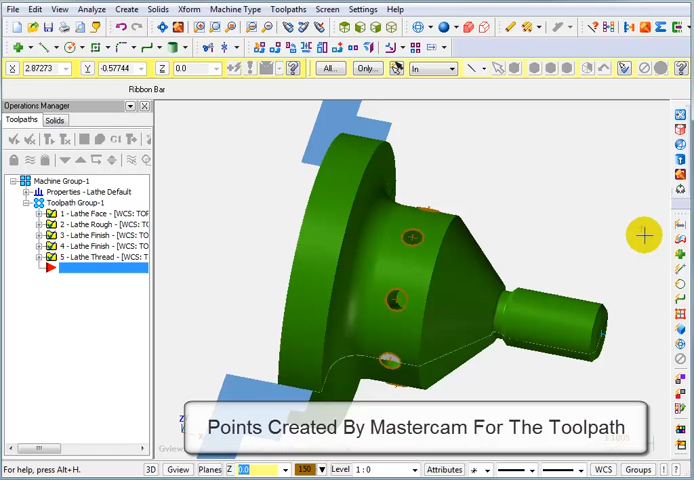 File Edit View Analyze Create Solids Xform Machine Type Toolpaths Screen Settings Help
X 2.87273 Y -0.57744 Z 0.0 All... Only... In
Ribbon Bar
Operations Manager
Toolpaths Solids
Machine Group-1
Properties - Lathe Default
Toolpath Group-1
1 - Lathe Face - [WCS: TOP
2 - Lathe Rough - [WCS: T
3 - Lathe Finish - [WCS: T
4 - Lathe Finish - [WCS: T
5 - Lathe Thread - [WCS: T
Points Created By Mastercam For The Toolpath
Gview
For help, press Alt+H. 3D Gview Planes Z 0.0 150 Level 1 : 0 Attributes WCS Groups ?